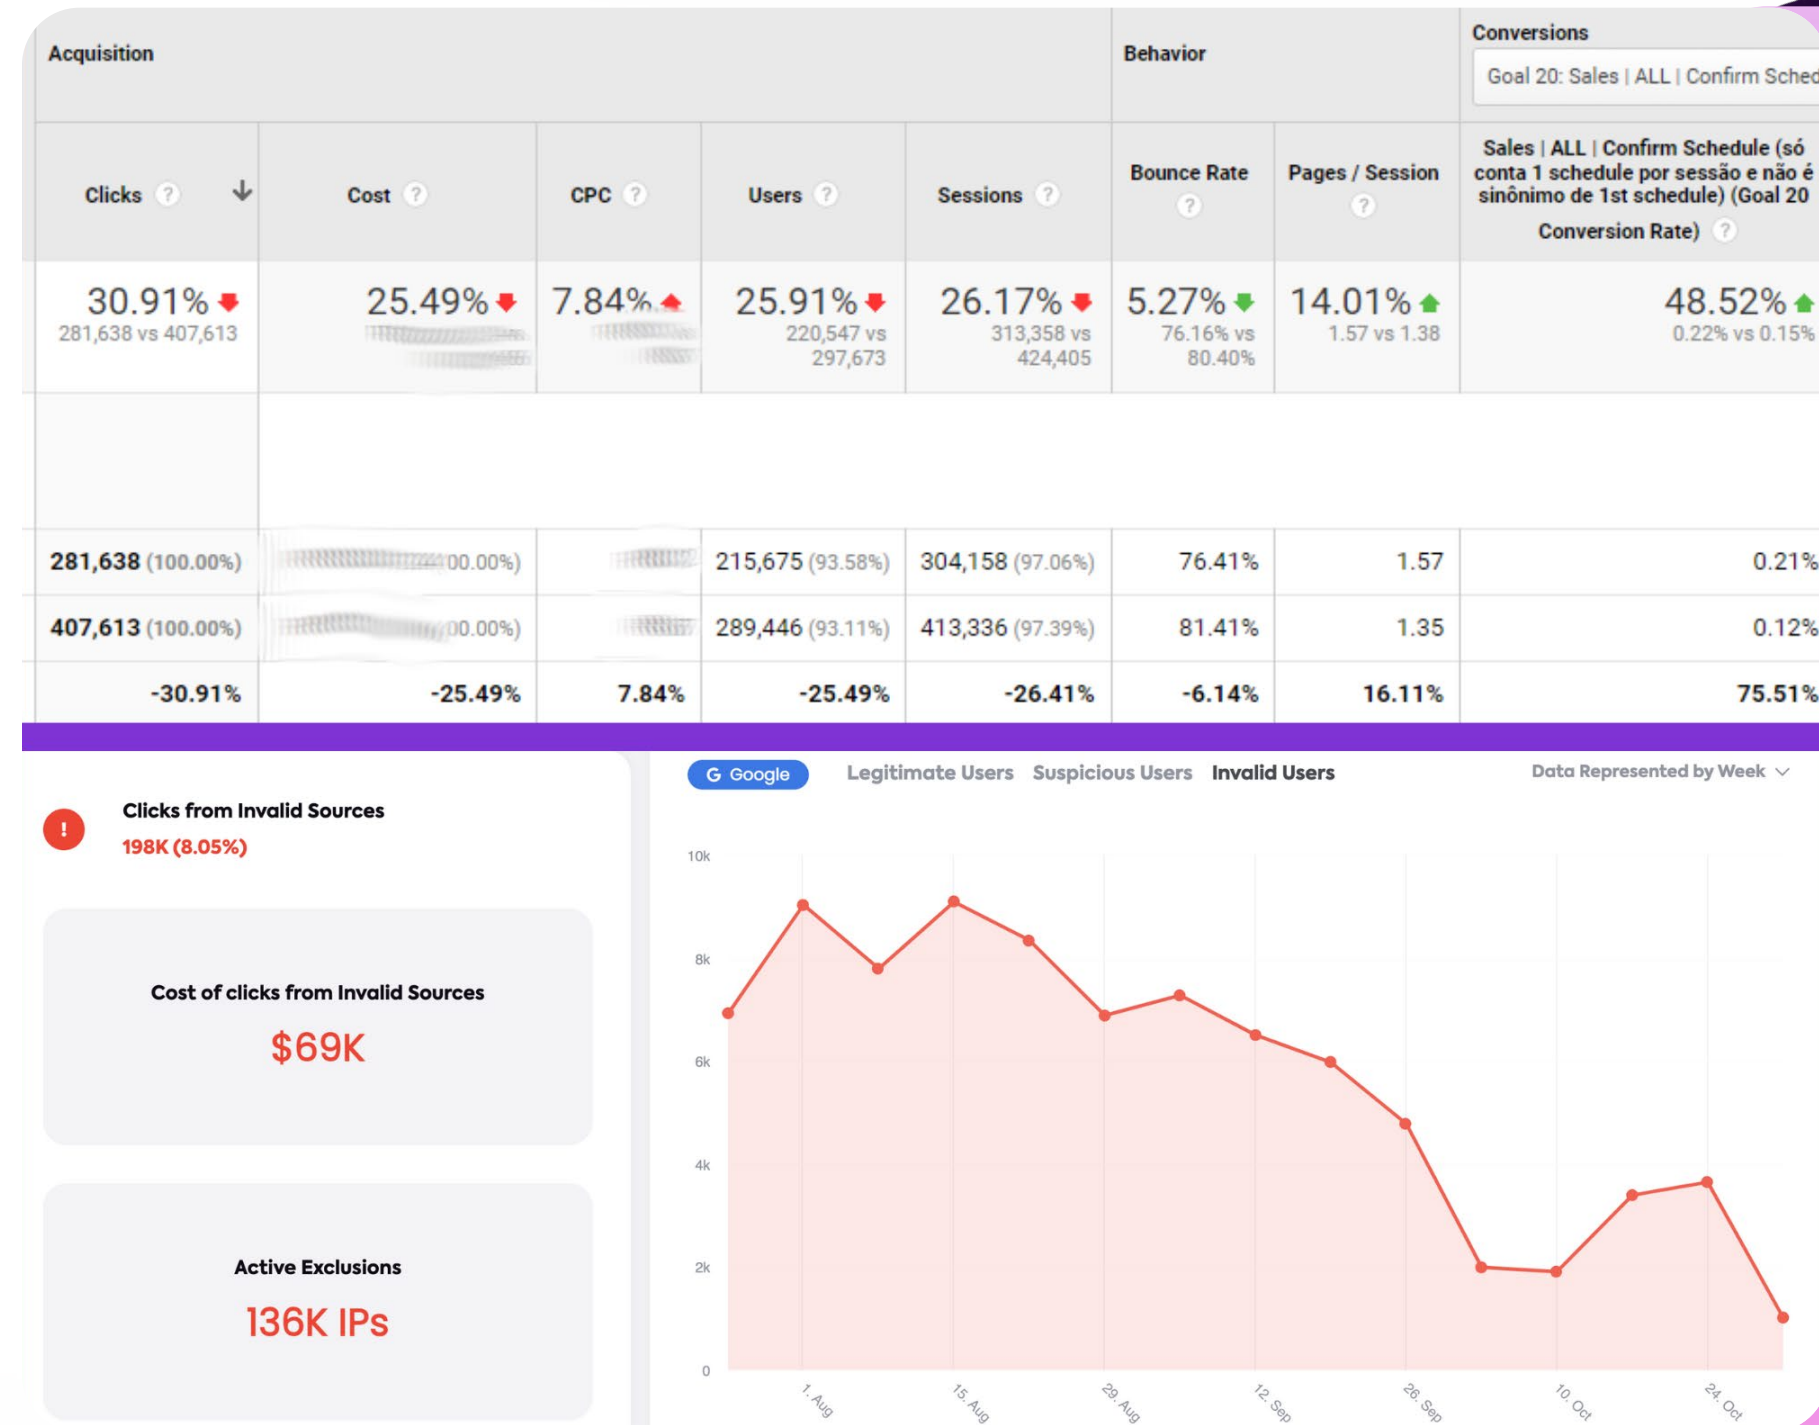 Acquisition
Behavior
Conversions
Goal 20: Sales | ALL | Confirm Sched
Clicks ?
Cost ?
CPC ?
Users ?
Sessions ?
Bounce Rate
?
Pages / Session
?
Sales | ALL | Confirm Schedule (só
conta 1 schedule por sessão e não é
sinônimo de 1st schedule) (Goal 20
Conversion Rate) ?
30.91%
281,638 vs 407,613
25.49%
7.84%
25.91%
220,547 vs
297,673
26.17%
313,358 vs
424,405
5.27%
76.16% vs
80.40%
14.01%
1.57 vs 1.38
48.52%
0.22% vs 0.15%
281,638 (100.00%)
00.00%)
215,675 (93.58%)
304,158 (97.06%)
76.41%
1.57
0.21%
407,613 (100.00%)
00.00%)
289,446 (93.11%)
413,336 (97.39%)
81.41%
1.35
0.12%
-30.91%
-25.49%
7.84%
-25.49%
-26.41%
-6.14%
16.11%
75.51%
!
Clicks from Invalid Sources
198K (8.05%)
Cost of clicks from Invalid Sources
$69K
Active Exclusions
136K IPs
G Google
Legitimate Users
Suspicious Users
Invalid Users
Data Represented by Week
10k
8k
6k
4k
2k
0
1. Aug
15. Aug
29. Aug
12. Sep
26. Sep
10. Oct
24. Oct